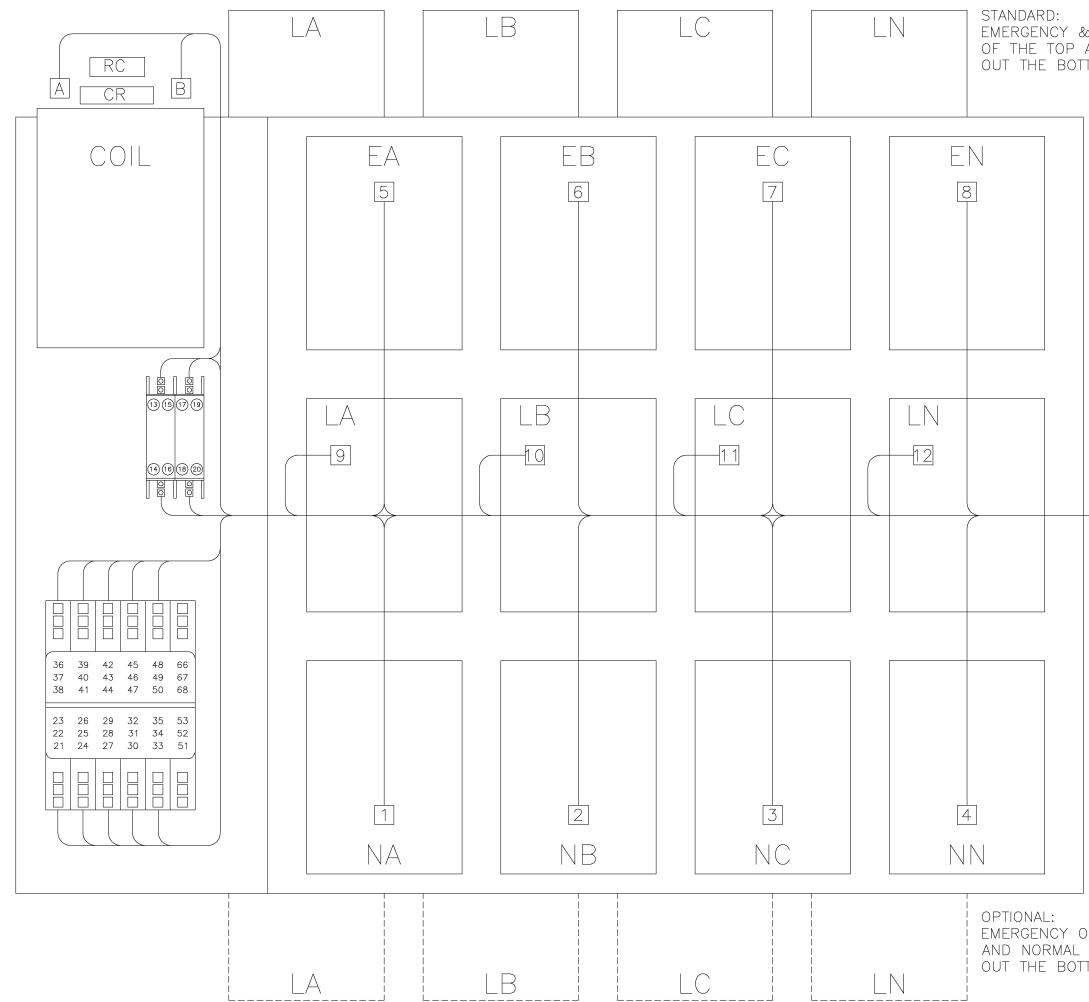 LA LB LC LN
STANDARD:
EMERGENCY &
OF THE TOP
OUT THE
RC
A B
CR
COIL
EA EB EC EN
5 6 7 8
13 15 17 19
LA LB LC LN
9 10 11 12
14 16 18 20
36 39 42 45 48 66
37 40 43 46 49 67
38 41 44 47 50 68
23 26 29 32 35 53
22 25 28 31 34 52
21 24 27 30 33 51
1 2 3 4
NA NB NC NN
OPTIONAL:
EMERGENCY
AND NORMAL
OUT THE
LA LB LC LN